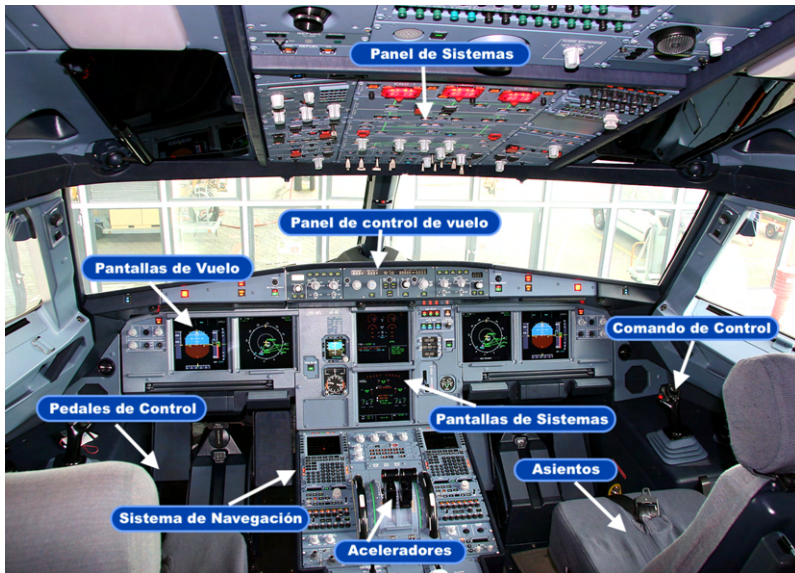 Panel de Sistemas
Panel de control de vuelo
Pantallas de Vuelo
Comando de Control
Pedales de Control
Pantallas de Sistemas
Asientos
Sistema de Navegación
Aceleradores